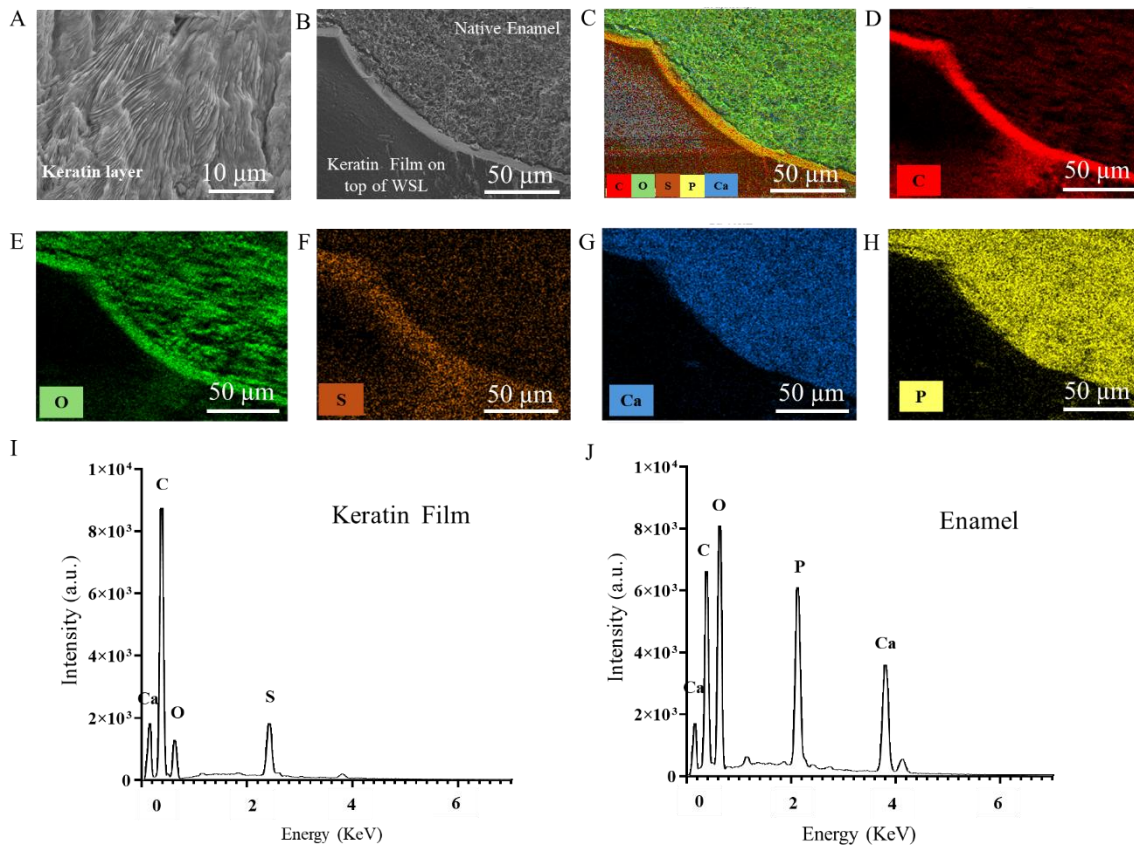 A
Keratin layer
10 µm
B
Native Enamel
Keratin Film on
top of WSL
50 µm
C
C O S P Ca
50 µm
D
C
50 µm
E
O
50 µm
F
S
50 µm
G
Ca
50 µm
H
P
50 µm
I
Keratin Film
1×10⁴
8×10³
6×10³
4×10³
2×10³
0
Intensity (a.u.)
Ca
C
O
S
0 2 4 6
Energy (KeV)
J
Enamel
1×10⁴
8×10³
6×10³
4×10³
2×10³
0
Intensity (a.u.)
Ca
C
O
P
Ca
0 2 4 6
Energy (KeV)